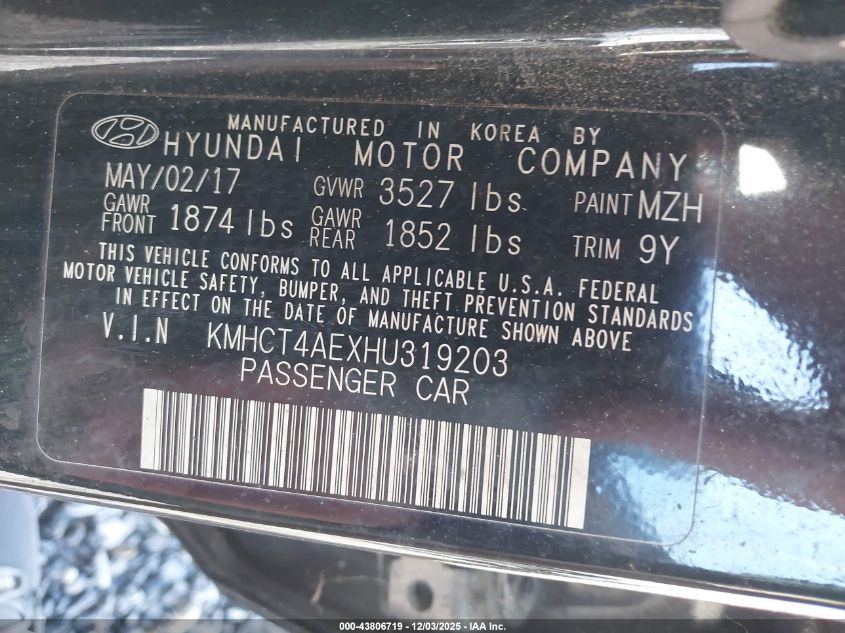 MANUFACTURED IN KOREA BY
HYUNDAI MOTOR COMPANY
MAY/02/17 GVWR 3527 lbs PAINT MZH
GAWR FRONT 1874 lbs GAWR REAR 1852 lbs TRIM 9Y
THIS VEHICLE CONFORMS TO ALL APPLICABLE U.S.A. FEDERAL
MOTOR VEHICLE SAFETY, BUMPER, AND THEFT PREVENTION STANDARDS
IN EFFECT ON THE DATE OF MANUFACTURE SHOWN ABOVE
V.I.N KMHCT4AEXHU319203
PASSENGER CAR
000-43806719 - 12/03/2025 - IAA Inc.